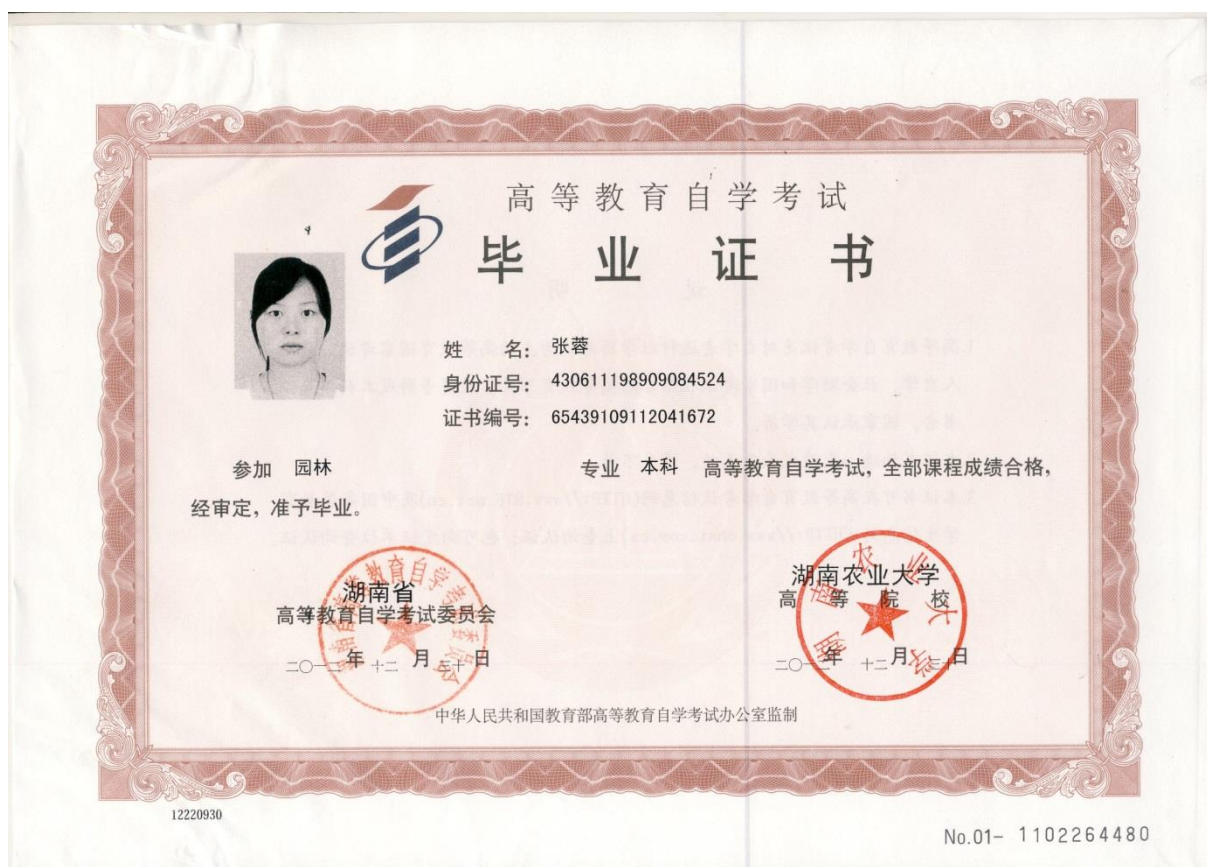 高等教育自学考试
毕业证书
姓 名： 张蓉
身份证号： 430611198909084524
证书编号： 65439109112041672
参加 园林 专业 本科 高等教育自学考试，全部课程成绩合格，
经审定，准予毕业。
湖南省
高等教育自学考试委员会
年 十二 月 日
湖南农业大学
高等院校
年 十二 月 日
湖南农业大学
中华人民共和国教育部高等教育自学考试办公室监制
12220930
No.01- 1102264480